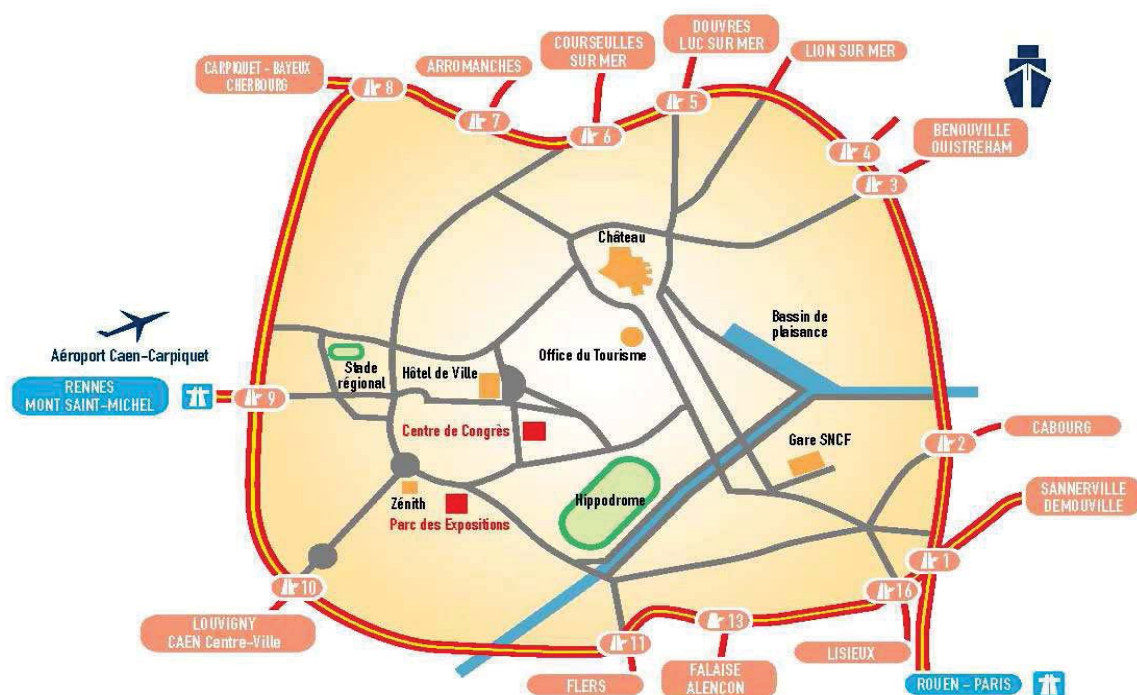 DOUVRES
LUC SUR MER
COURSEULLES
SUR MER
LION SUR MER
ARROMANCHES
CARPIQUET - BAYEUX
CHERBOURG
8
7
6
5
4
3
BENOUVILLE
OUISTREHAM
Château
Bassin de
plaisance
Office du Tourisme
Aéroport Caen-Carpiquet
Stade
régional
Hôtel de Ville
RENNES
MONT SAINT-MICHEL
9
Centre de Congrès
Gare SNCF
2
CABOURG
Zénith
Parc des Expositions
Hippodrome
SANNERVILLE
DEMOUVILLE
1
16
10
LOUVIGNY
CAEN Centre-Ville
11
13
FLERS
FALAISE
ALENÇON
LISIEUX
ROUEN - PARIS